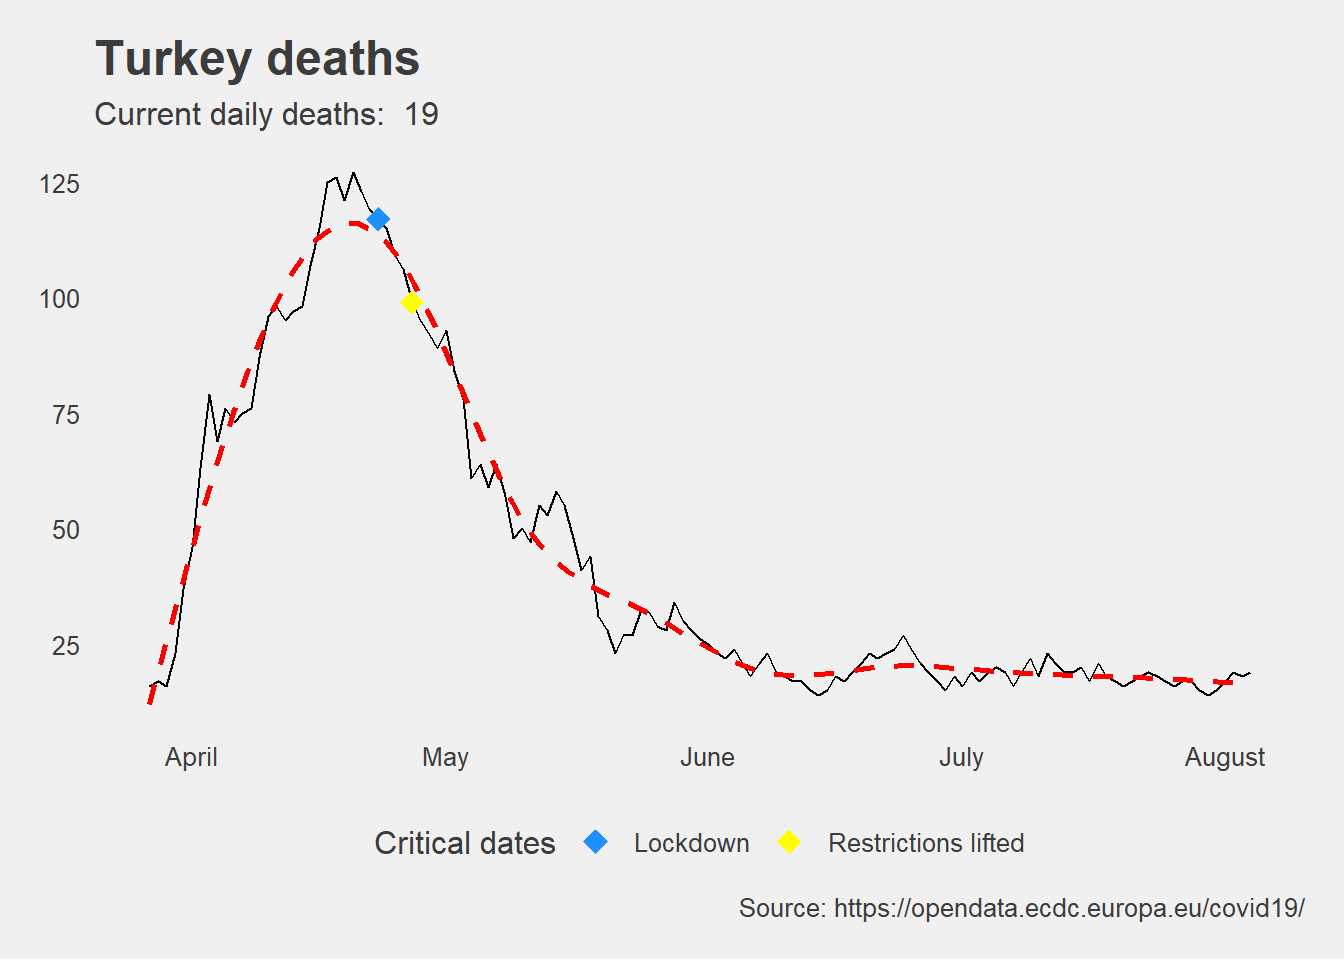 Turkey deaths
Current daily deaths:  19
125
100
75
50
25
April May June July August
Critical dates Lockdown Restrictions lifted
Source: https://opendata.ecdc.europa.eu/covid19/